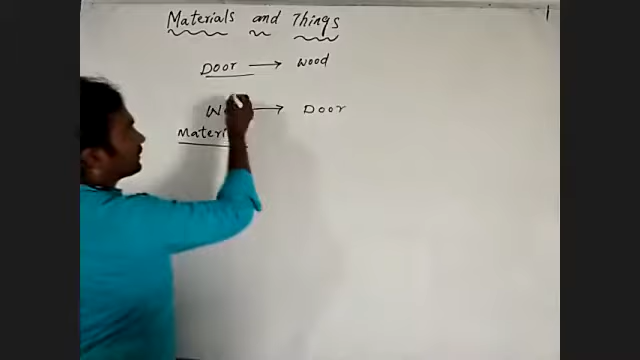 Materials and Things
Door → wood
→ Door